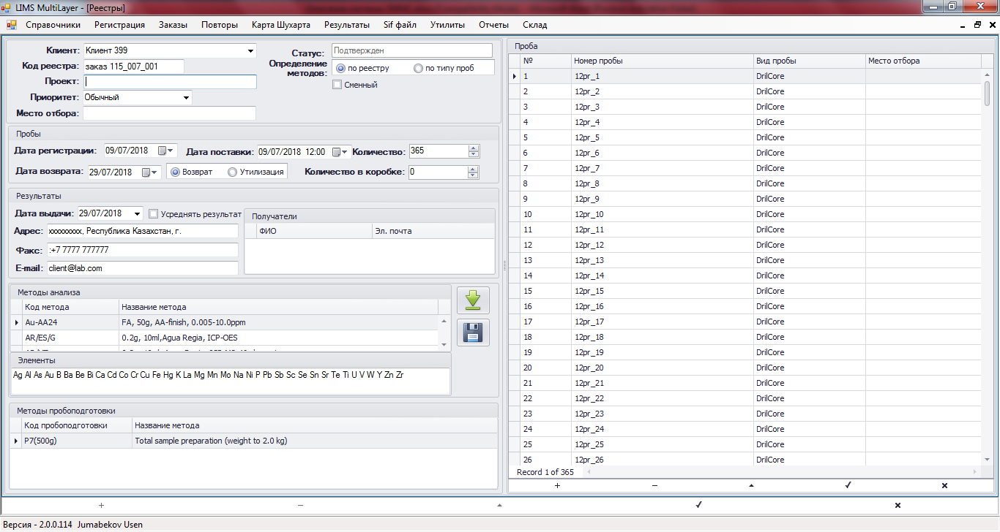 LIMS MultiLayer - [Реестры]
Справочники Регистрация Заказы Повторы Карта Шухарта Результаты Sif файл Утилиты Отчеты Склад
Клиент: Клиент 399
Код реестра: заказ 115_007_001
Проект:
Приоритет: Обычный
Место отбора:
Статус: Подтвержден
Определение методов: по реестру по типу проб
Сменный
Пробы
Дата регистрации: 09/07/2018 Дата поставки: 09/07/2018 12:00 Количество: 365
Дата возврата: 29/07/2018 Возврат Утилизация Количество в коробке: 0
Результаты
Дата выдачи: 29/07/2018 Усреднять результат
Адрес: xxxxxxxxx, Республика Казахстан, г.
Факс: :+7 7777 777777
E-mail: client@lab.com
Получатели
ФИО Эл. почта
Методы анализа
Код метода Название метода
Au-AA24 FA, 50g, AA-finish, 0.005-10.0ppm
AR/ES/G 0.2g, 10ml,Agua Regia, ICP-OES
Элементы
Ag Al As Au B Ba Be Bi Ca Cd Co Cr Cu Fe Hg K La Mg Mn Mo Na Ni P Pb Sb Sc Se Sn Sr Te Ti U V W Y Zn Zr
Методы пробоподготовки
Код пробоподготовки Название метода
P7(500g) Total sample preparation (weight to 2.0 kg)
Проба
№ Номер пробы Вид пробы Место отбора
1 12pr_1 DrilCore
2 12pr_2 DrilCore
3 12pr_3 DrilCore
4 12pr_4 DrilCore
5 12pr_5 DrilCore
6 12pr_6 DrilCore
7 12pr_7 DrilCore
8 12pr_8 DrilCore
9 12pr_9 DrilCore
10 12pr_10 DrilCore
11 12pr_11 DrilCore
12 12pr_12 DrilCore
13 12pr_13 DrilCore
14 12pr_14 DrilCore
15 12pr_15 DrilCore
16 12pr_16 DrilCore
17 12pr_17 DrilCore
18 12pr_18 DrilCore
19 12pr_19 DrilCore
20 12pr_20 DrilCore
21 12pr_21 DrilCore
22 12pr_22 DrilCore
23 12pr_23 DrilCore
24 12pr_24 DrilCore
25 12pr_25 DrilCore
26 12pr_26 DrilCore
Record 1 of 365
Версия - 2.0.0.114 Jumabekov Usen